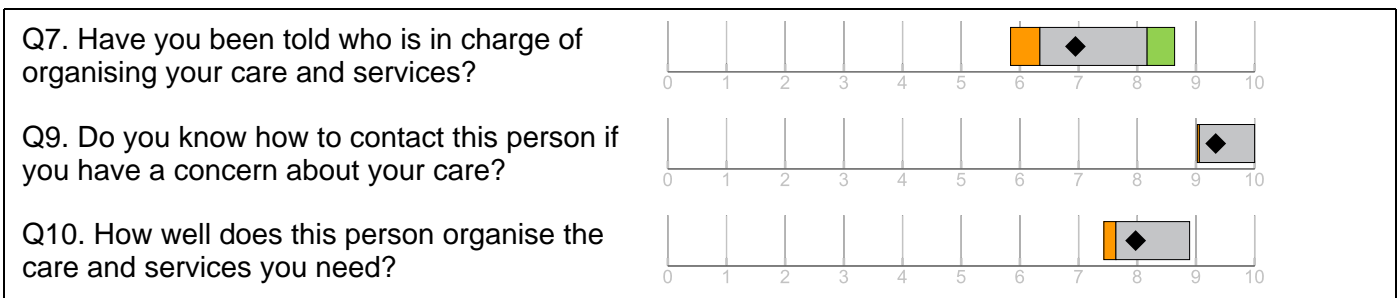 Q7. Have you been told who is in charge of
organising your care and services?
0 1 2 3 4 5 6 7 8 9 10
Q9. Do you know how to contact this person if
you have a concern about your care?
0 1 2 3 4 5 6 7 8 9 10
Q10. How well does this person organise the
care and services you need?
0 1 2 3 4 5 6 7 8 9 10